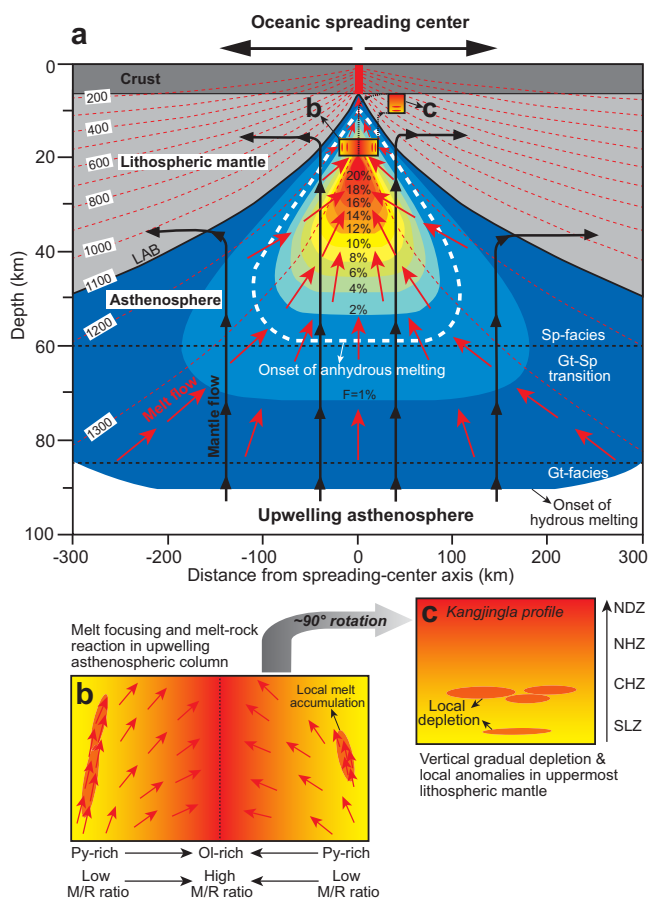 Oceanic spreading center
a
0
20
40
60
80
100
Depth (km)
Crust
200
400
600
800
1000
1100
1200
1300
b
c
Lithospheric mantle
LAB
Asthenosphere
20%
18%
16%
14%
12%
10%
8%
6%
4%
2%
F=1%
Onset of anhydrous melting
Sp-facies
Gt-Sp
transition
Gt-facies
Melt flow
Mantle flow
Onset of
hydrous melting
Upwelling asthenosphere
-300
-200
-100
0
100
200
300
Distance from spreading-center axis (km)
Melt focusing and melt-rock
reaction in upwelling
asthenospheric column
~90° rotation
b
Local melt
accumulation
Py-rich
Ol-rich
Py-rich
Low
M/R ratio
High
M/R ratio
Low
M/R ratio
c
Kangjingla profile
Local
depletion
NDZ
NHZ
CHZ
SLZ
Vertical gradual depletion &
local anomalies in uppermost
lithospheric mantle